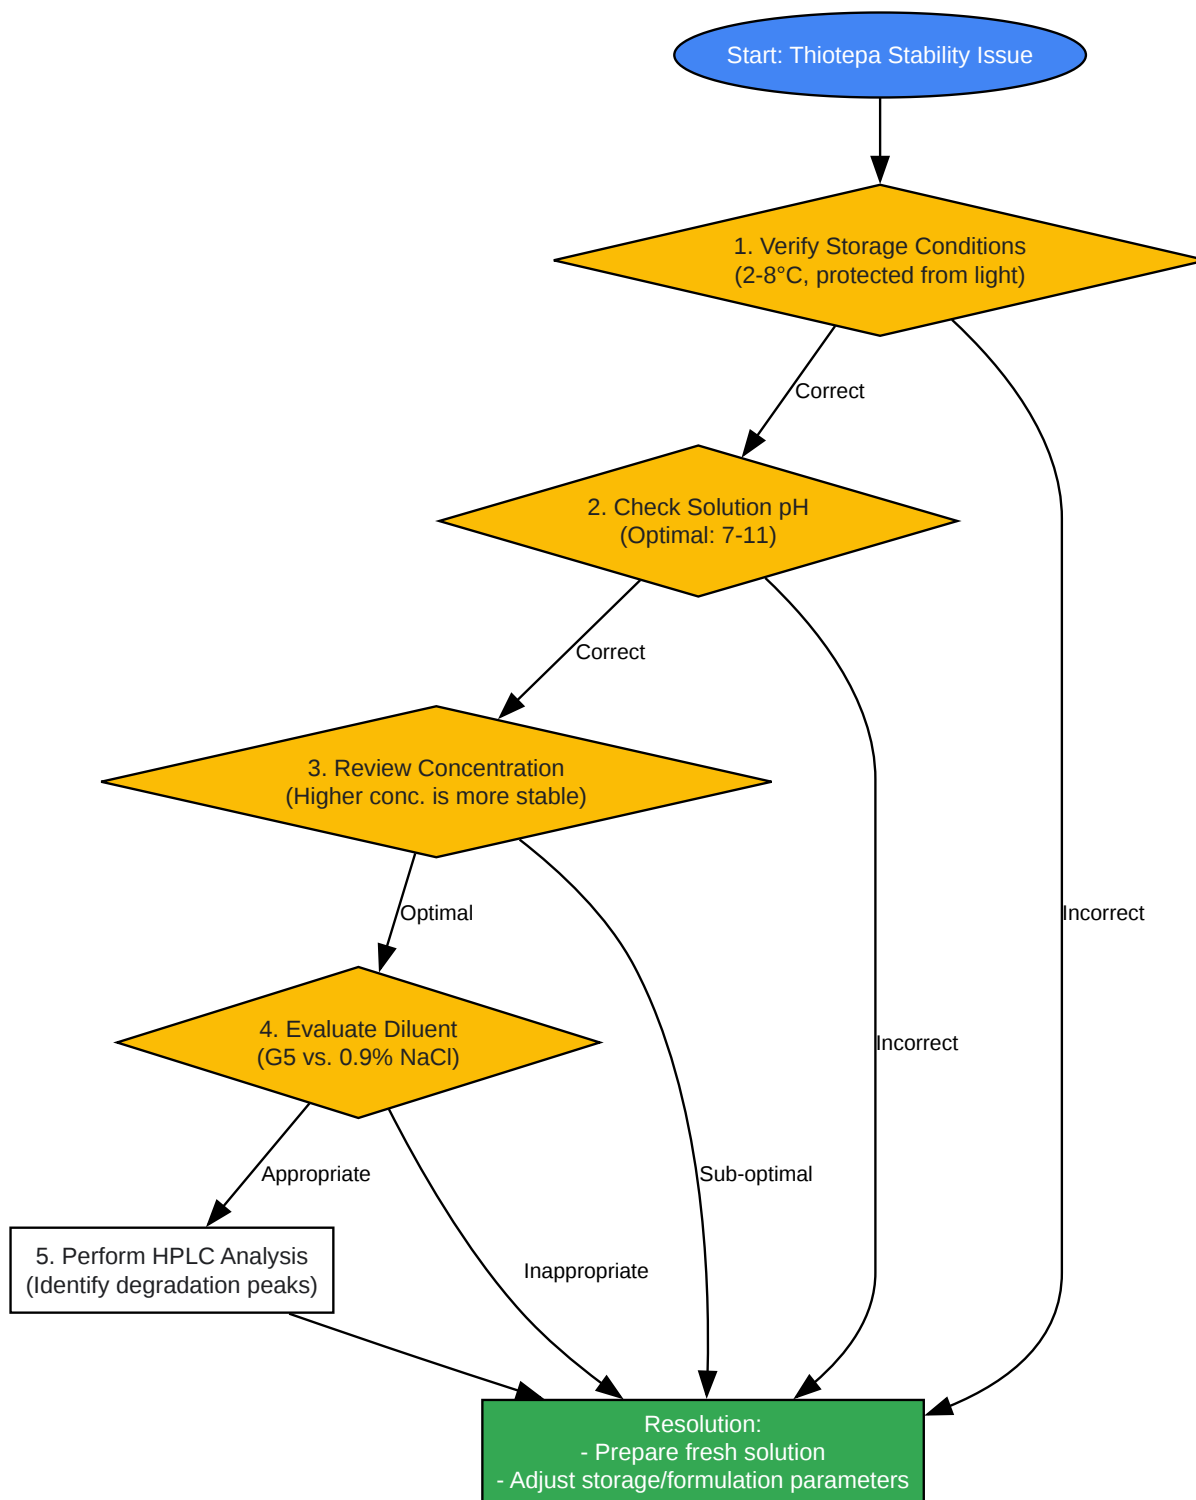 Start: Thiotepa Stability Issue
1. Verify Storage Conditions
(2-8°C, protected from light)
Correct
2. Check Solution pH
(Optimal: 7-11)
Correct
3. Review Concentration
(Higher conc. is more stable)
Optimal
Incorrect
4. Evaluate Diluent
(G5 vs. 0.9% NaCl)
Incorrect
Appropriate
Sub-optimal
5. Perform HPLC Analysis
(Identify degradation peaks)
Inappropriate
Resolution:
- Prepare fresh solution
- Adjust storage/formulation parameters